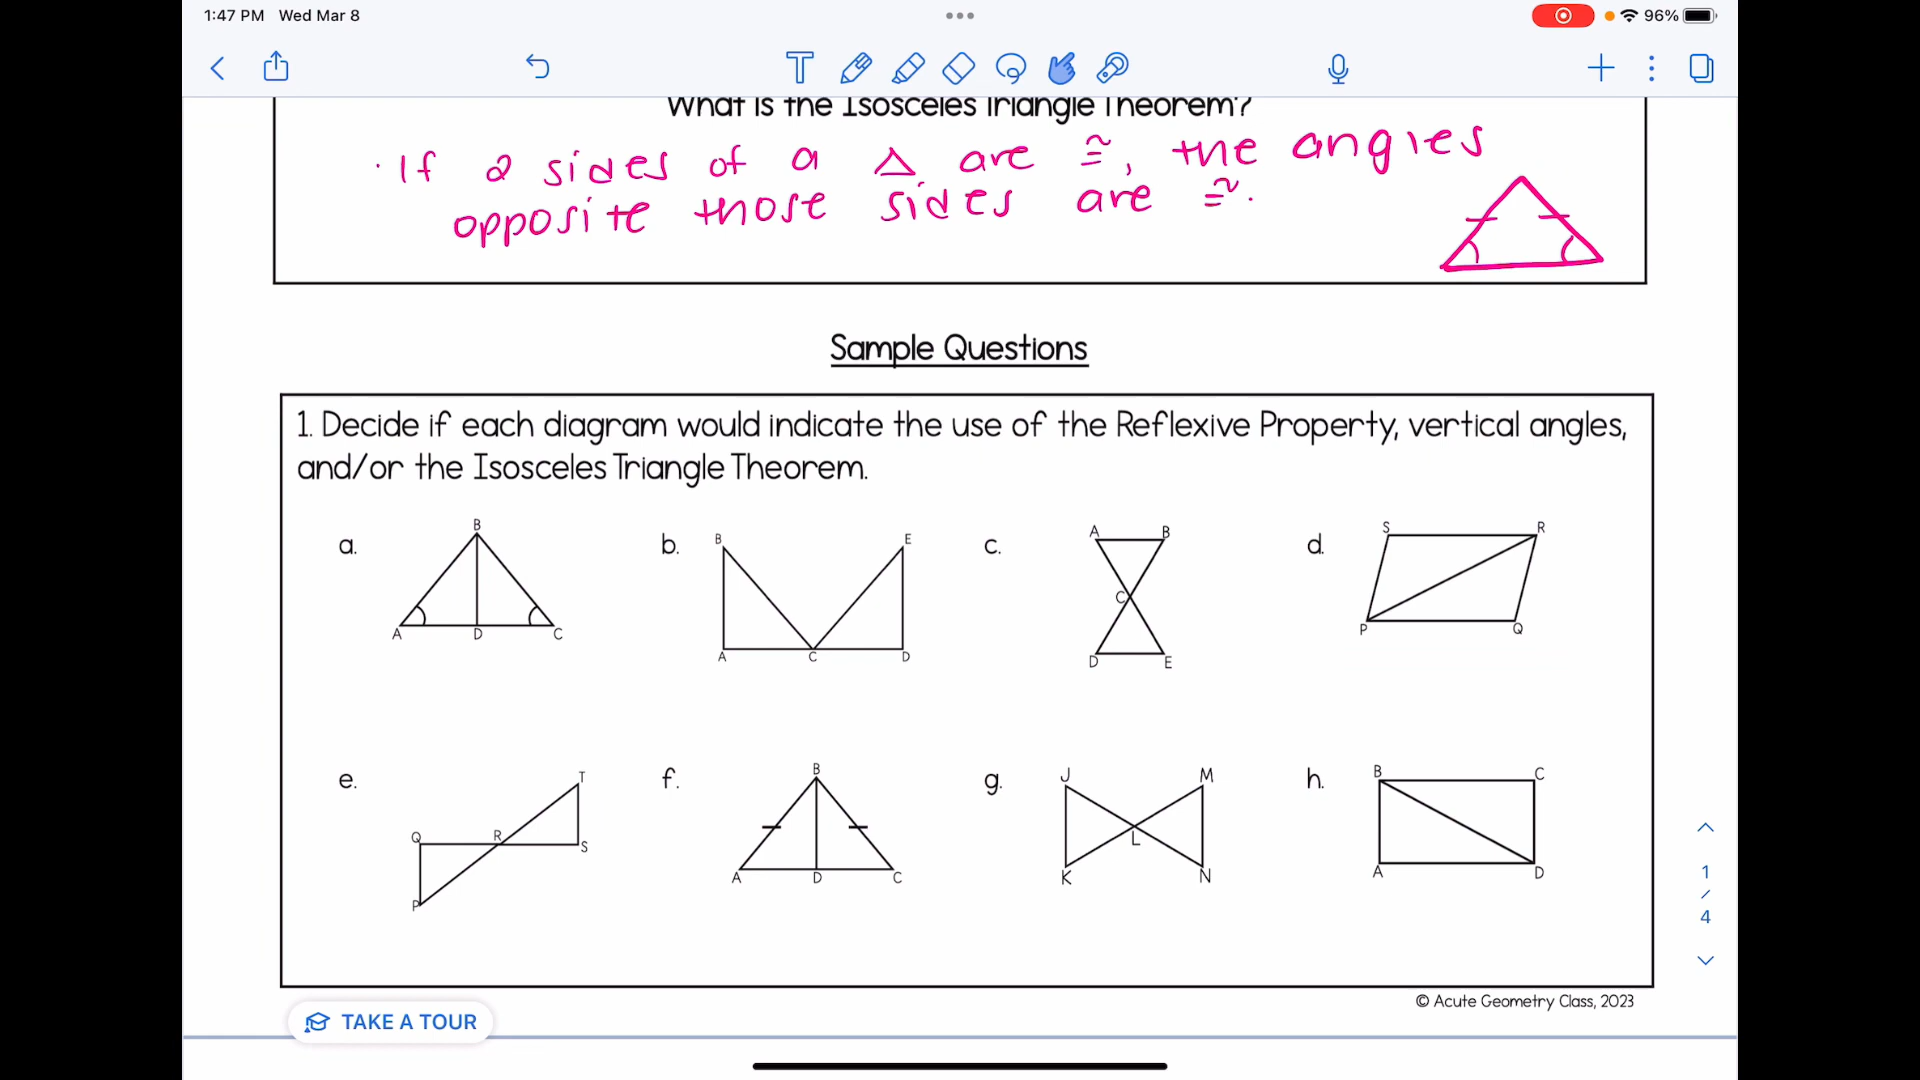 1:47 PM Wed Mar 8
96%
What is the Isosceles Triangle Theorem?
· If 2 sides of a △ are ≅, the angles
opposite those sides are ≅.
Sample Questions
1. Decide if each diagram would indicate the use of the Reflexive Property, vertical angles,
and/or the Isosceles Triangle Theorem.
a.
B
A D C
b.
B E
A C D
c.
A B
C
D E
d.
S R
P Q
e.
T
Q R S
P
f.
B
A D C
g.
J M
L
K N
h.
B C
A D
1
/
4
© Acute Geometry Class, 2023
TAKE A TOUR